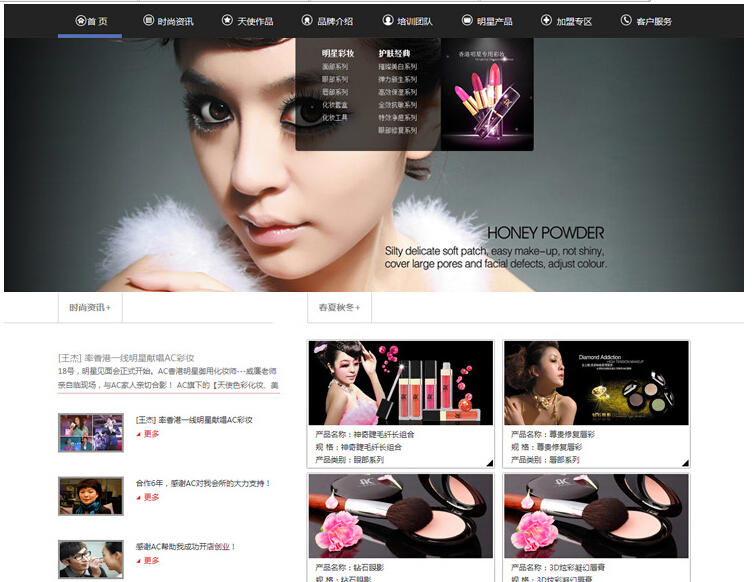 首 页 时尚资讯 天使作品 品牌介绍 培训团队 明星产品 加盟专区 客户服务
明星彩妆 护肤经典
面部系列 璀璨美白系列
眼部系列 弹力新生系列
唇部系列 高效保湿系列
化妆套盒 全效抗敏系列
化妆工具 特效净痘系列
眼部修复系列
香港明星专用彩妆
HONEY POWDER
Silty delicate soft patch, easy make-up, not shiny,
cover large pores and facial defects, adjust colour.
时尚资讯+
春夏秋冬+
[王杰] 率香港一线明星献唱AC彩妆
18号，明星见面会正式开始。AC香港明星御用化妆师---威廉老师
亲自临现场，与AC家人亲切合影！ AC旗下的【天使色彩化妆、美
[王杰] 率香港一线明星献唱AC彩妆
更多
合作6年，感谢AC对我会所的大力支持！
更多
感谢AC帮助我成功开店创业！
更多
产品名称：神奇睫毛纤长组合
规 格：神奇睫毛纤长组合
产品类别：眼部系列
Diamond Addiction
HIGH TENSION MAKEUP
产品名称：尊贵修复唇彩
规 格：尊贵修复唇彩
产品类别：唇部系列
产品名称：钻石眼影
规 格：钻石眼影
产品名称：3D炫彩凝幻唇膏
规 格：3D炫彩凝幻唇膏